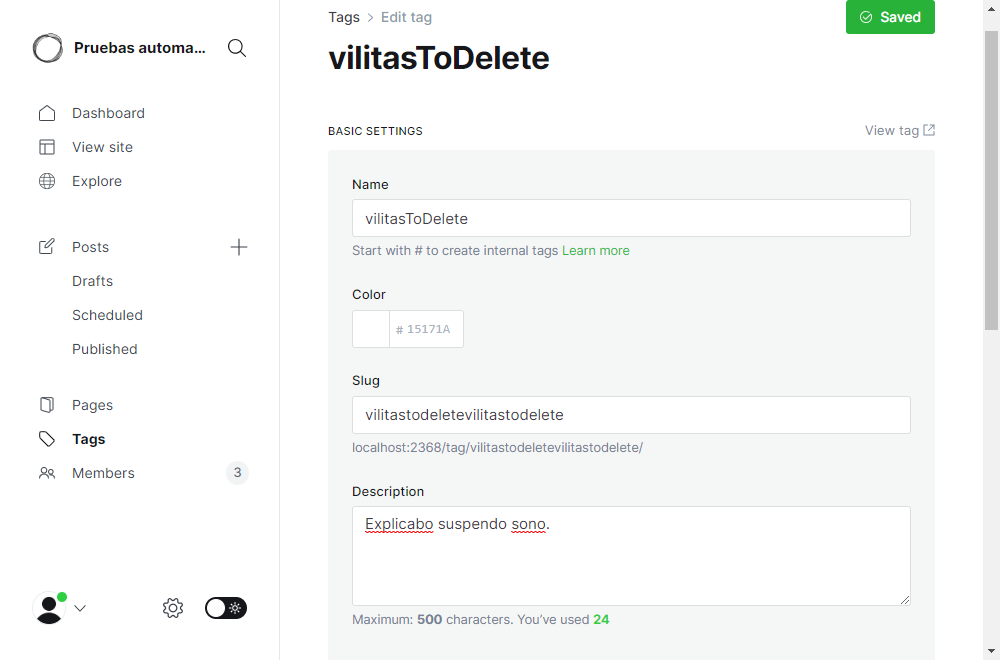 Pruebas automa...
Dashboard
View site
Explore
Posts
Drafts
Scheduled
Published
Pages
Tags
Members 3
Tags > Edit tag
Saved
vilitasToDelete
BASIC SETTINGS
View tag
Name
vilitasToDelete
Start with # to create internal tags Learn more
Color
# 15171A
Slug
vilitastodeletevilitastodelete
localhost:2368/tag/vilitastodeletevilitastodelete/
Description
Explicabo suspendo sono.
Maximum: 500 characters. You’ve used 24